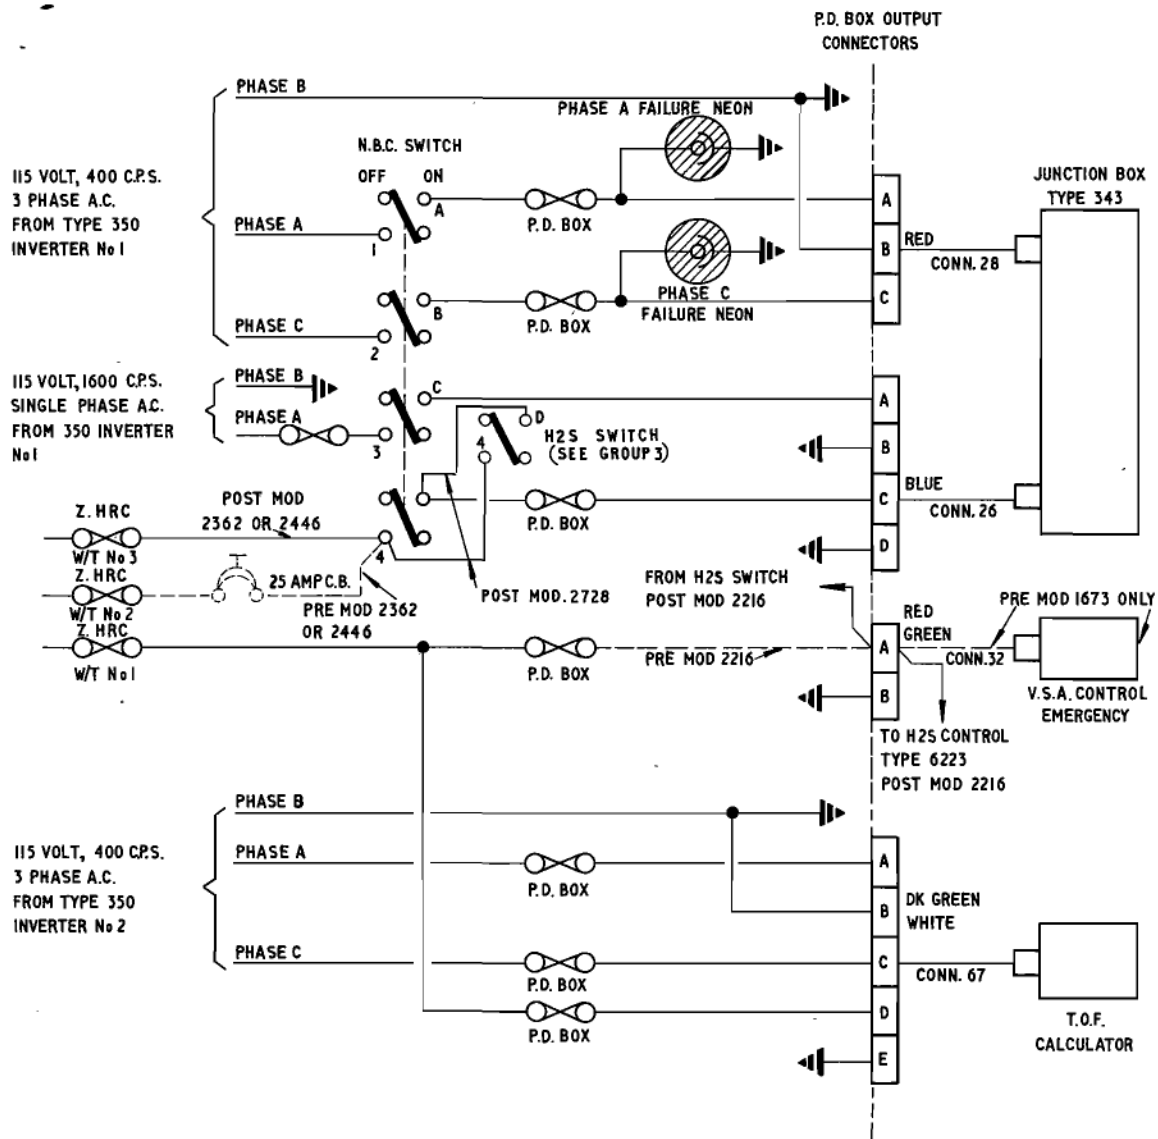 P.D. BOX OUTPUT
CONNECTORS
PHASE B
PHASE A FAILURE NEON
N.B.C. SWITCH
OFF
ON
A
115 VOLT, 400 C.P.S.
3 PHASE A.C.
FROM TYPE 350
INVERTER No 1
PHASE A
1
P.D. BOX
A
B
C
RED
CONN. 28
JUNCTION BOX
TYPE 343
PHASE C
FAILURE NEON
B
P.D. BOX
PHASE C
2
115 VOLT, 1600 C.P.S.
SINGLE PHASE A.C.
FROM 350 INVERTER
No1
PHASE B
PHASE A
3
C
D
4
H2S SWITCH
(SEE GROUP 3)
A
B
C
D
BLUE
CONN. 26
P.D. BOX
POST MOD
2362 OR 2446
Z. HRC
W/T No 3
4
Z. HRC
W/T No 2
25 AMP C.B.
PRE MOD 2362
OR 2446
POST MOD. 2728
FROM H2S SWITCH
POST MOD 2216
Z. HRC
W/T No 1
P.D. BOX
PRE MOD 2216
A
B
RED
GREEN
CONN. 32
PRE MOD 1673 ONLY
V.S.A. CONTROL
EMERGENCY
TO H2S CONTROL
TYPE 6223
POST MOD 2216
115 VOLT, 400 C.P.S.
3 PHASE A.C.
FROM TYPE 350
INVERTER No 2
PHASE B
PHASE A
P.D. BOX
PHASE C
P.D. BOX
P.D. BOX
A
B
C
D
E
DK GREEN
WHITE
CONN. 67
T.O.F.
CALCULATOR